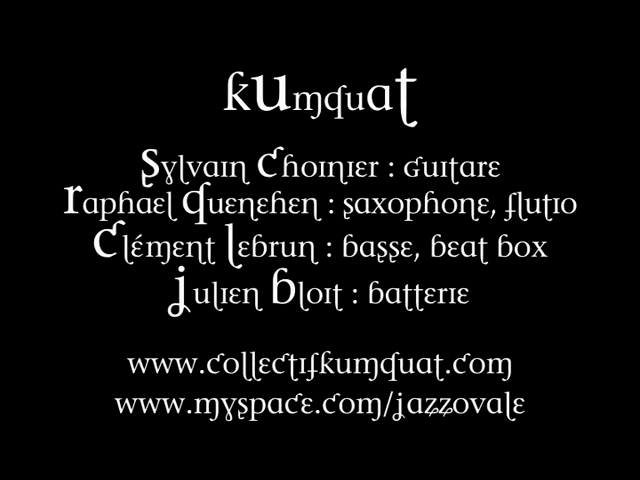 kumquat
Sylvain Choinier : guitare
Raphael Quenehen : saxophone, flutio
Clément Lebrun : basse, beat box
Julien Bloit : batterie
www.collectifkumquat.com
www.myspace.com/jazzovale